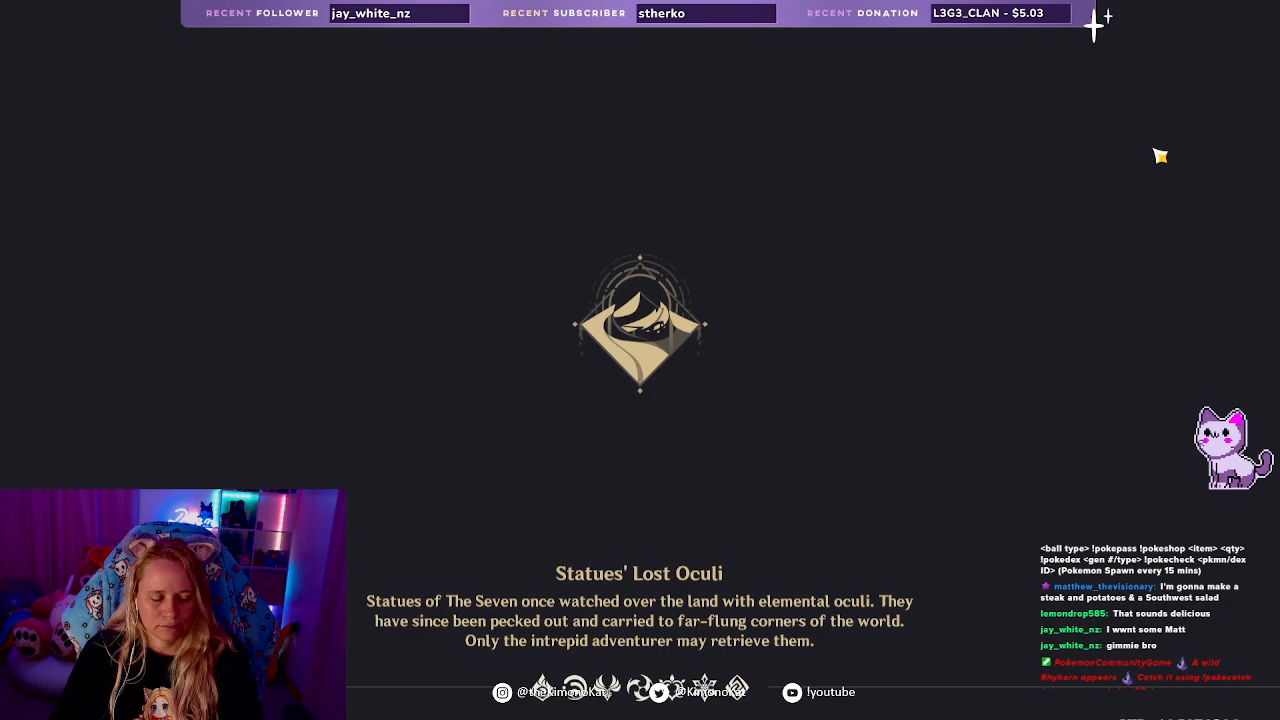 RECENT FOLLOWER jay_white_nz RECENT SUBSCRIBER stherko RECENT DONATION L3G3_CLAN - $5.03
Statues' Lost Oculi
Statues of The Seven once watched over the land with elemental oculi. They
have since been pecked out and carried to far-flung corners of the world.
Only the intrepid adventurer may retrieve them.
lyoutube
<ball type> !pokepass !pokeshop <item> <qty>
!pokedex <gen #/type> !pokecheck <pkmn/dex
ID> (Pokemon Spawn every 15 mins)
matthew_thevisionary: I'm gonna make a
steak and potatoes & a Southwest salad
lemondrop585: That sounds delicious
jay_white_nz: I wwnt some Matt
jay_white_nz: gimmie bro
PokemonCommunityGame A wild
Rhyhorn appears Catch it using !pokecatch